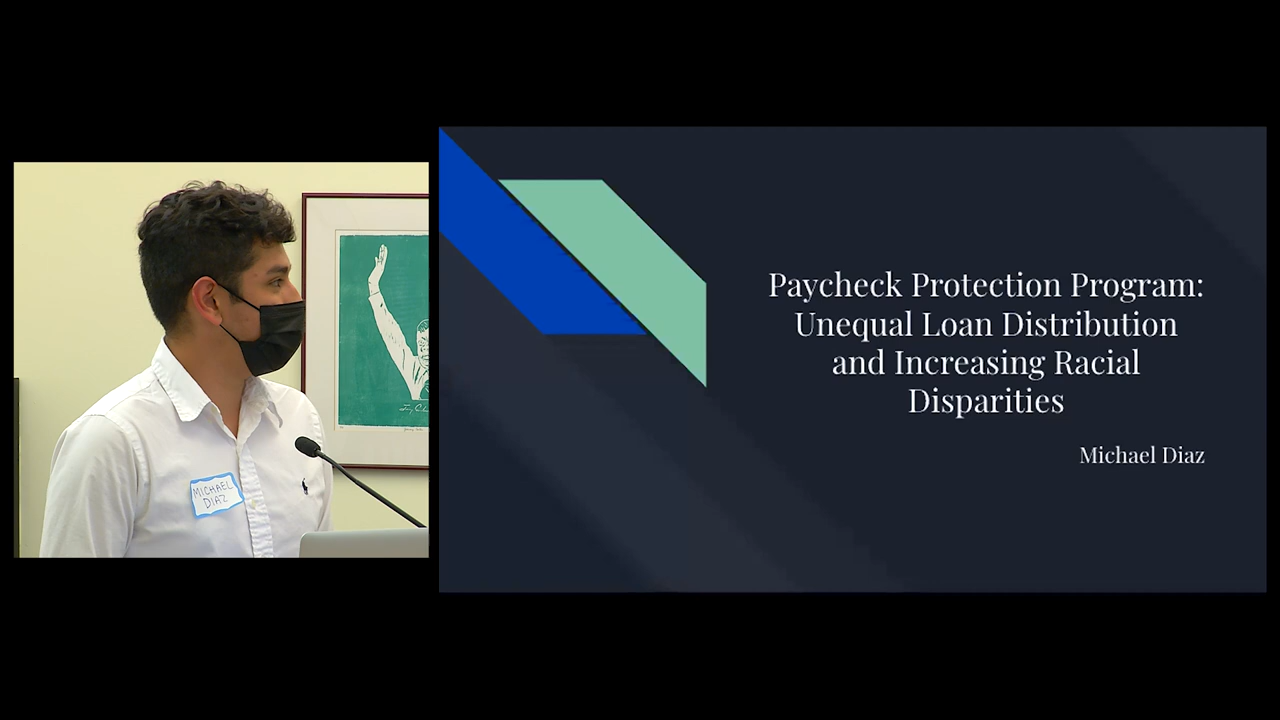 MICHAEL
DIAZ
Paycheck Protection Program:
Unequal Loan Distribution
and Increasing Racial
Disparities
Michael Diaz